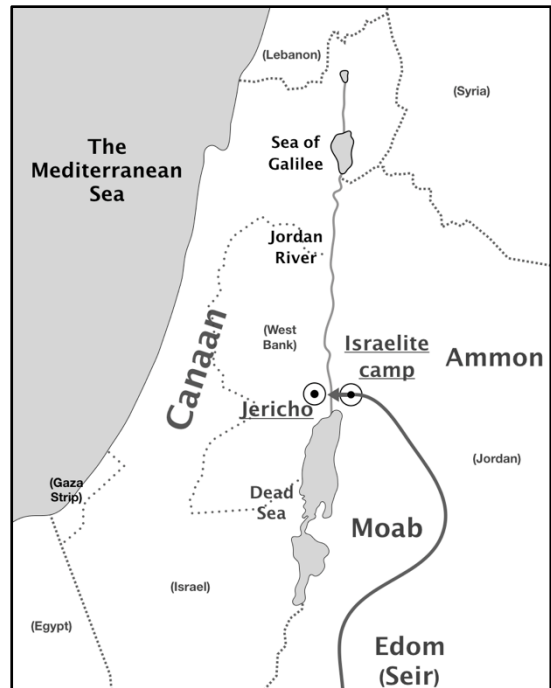 (Lebanon)
(Syria)
The
Mediterranean
Sea
Sea of
Galilee
Jordan
River
Canaan
(West
Bank)
Israelite
camp
Ammon
Jericho
(Gaza
Strip)
(Jordan)
Dead
Sea
Moab
(Israel)
(Egypt)
Edom
(Seir)